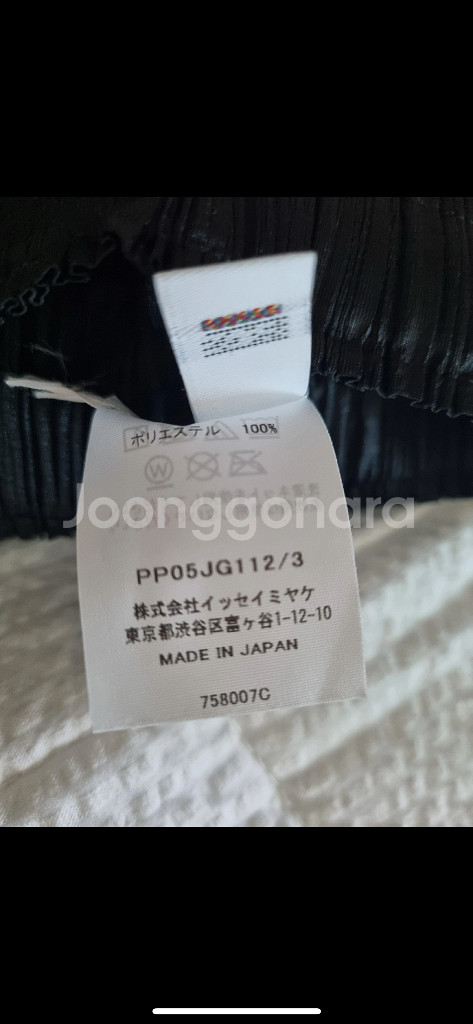 ポリエステル 100%
W
Joonggonara
PP05JG112/3
株式会社イッセイミヤケ
東京都渋谷区富ヶ谷1-12-10
MADE IN JAPAN
758007C